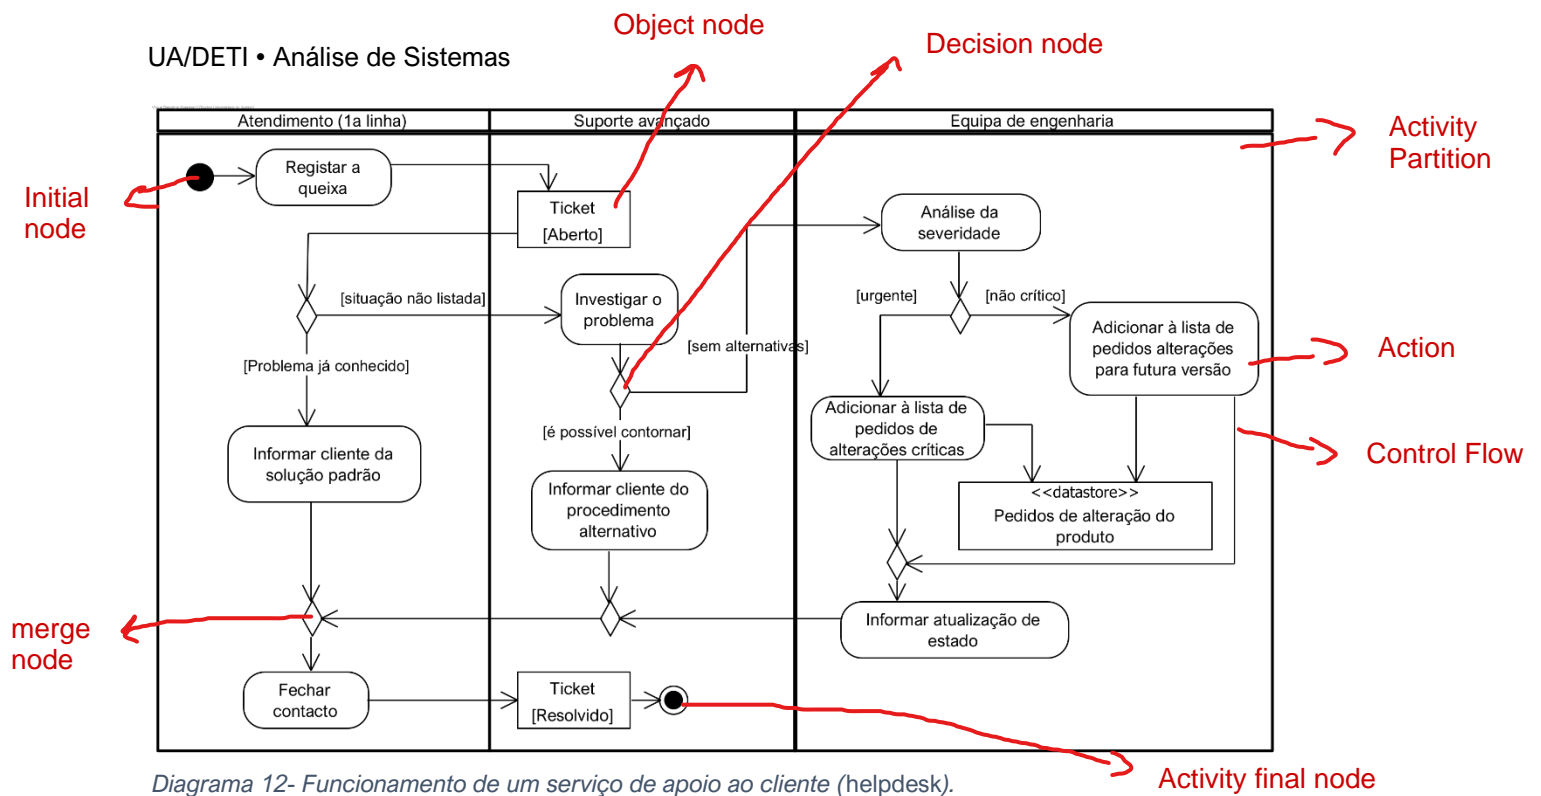 Object node
Decision node
UA/DETI • Análise de Sistemas
Atendimento (1a linha)
Suporte avançado
Equipa de engenharia
Activity
Partition
Initial
node
Registar a
queixa
Ticket
[Aberto]
Análise da
severidade
[situação não listada]
Investigar o
problema
[urgente]
[não crítico]
Adicionar à lista de
pedidos alterações
para futura versão
Action
[sem alternativas]
[Problema já conhecido]
Adicionar à lista de
pedidos de
alterações críticas
[é possível contornar]
Control Flow
Informar cliente da
solução padrão
Informar cliente do
procedimento
alternativo
<<datastore>>
Pedidos de alteração do
produto
merge
node
Informar atualização de
estado
Fechar
contacto
Ticket
[Resolvido]
Activity final node
Diagrama 12- Funcionamento de um serviço de apoio ao cliente (helpdesk).